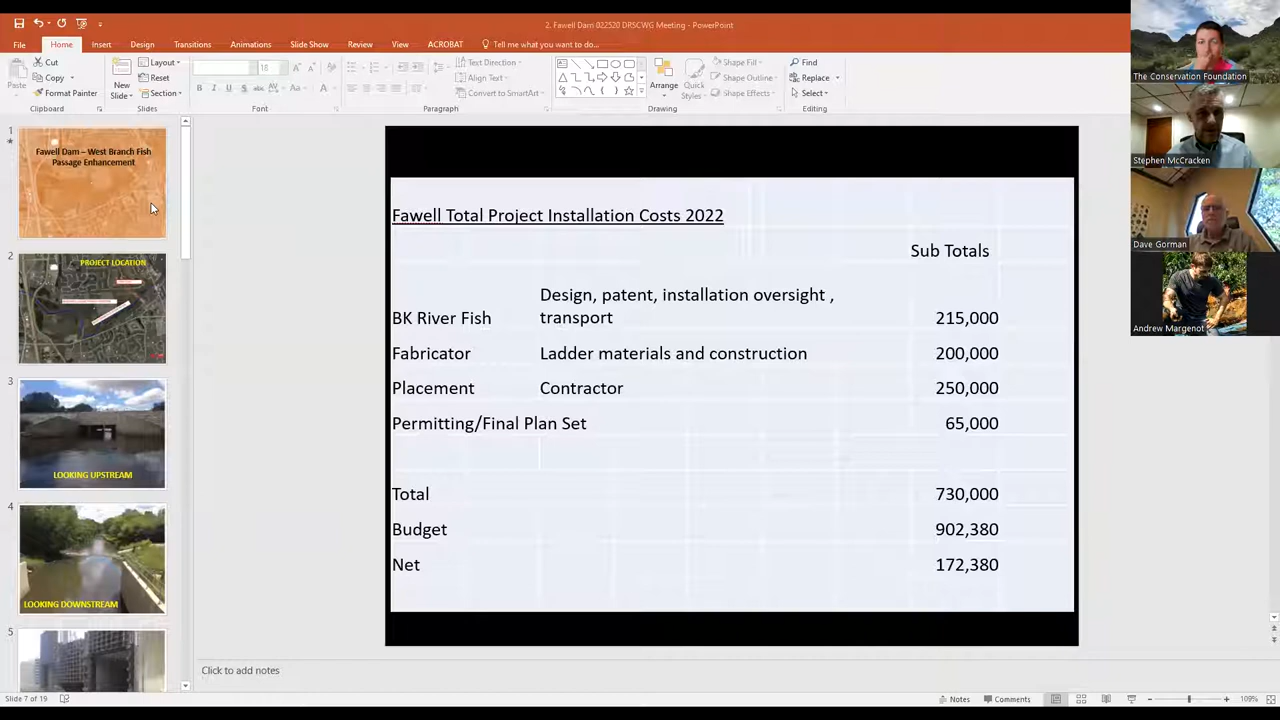 2. Fawell Dam 022520 DRSCWG Meeting - PowerPoint
File Home Insert Design Transitions Animations Slide Show Review View ACROBAT Tell me what you want to do...
Paste
Cut
Copy
Format Painter
Clipboard
New Slide
Layout
Reset
Section
Slides
18
Font
Text Direction
Align Text
Convert to SmartArt
Paragraph
Arrange
Quick Styles
Shape Fill
Shape Outline
Shape Effects
Drawing
Find
Replace
Select
Editing
The Conservation Foundation
Stephen McCracken
Dave Gorman
Andrew Margenot
1
Fawell Dam – West Branch Fish
Passage Enhancement
2
PROJECT LOCATION
3
LOOKING UPSTREAM
4
LOOKING DOWNSTREAM
5
Fawell Total Project Installation Costs 2022
Sub Totals
Design, patent, installation oversight ,
BK River Fish transport 215,000
Fabricator Ladder materials and construction 200,000
Placement Contractor 250,000
Permitting/Final Plan Set 65,000
Total 730,000
Budget 902,380
Net 172,380
Click to add notes
Slide 7 of 19 Notes Comments 109%